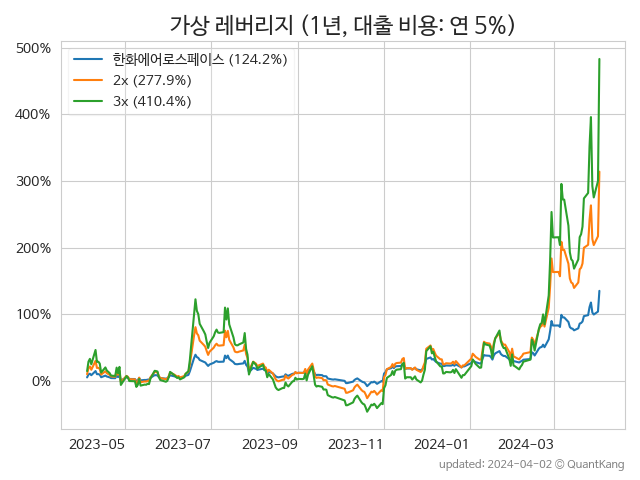 가상 레버리지 (1년, 대출 비용: 연 5%)
500%
400%
300%
200%
100%
0%
한화에어로스페이스 (124.2%)
2x (277.9%)
3x (410.4%)
2023-05
2023-07
2023-09
2023-11
2024-01
2024-03
updated: 2024-04-02 © QuantKang